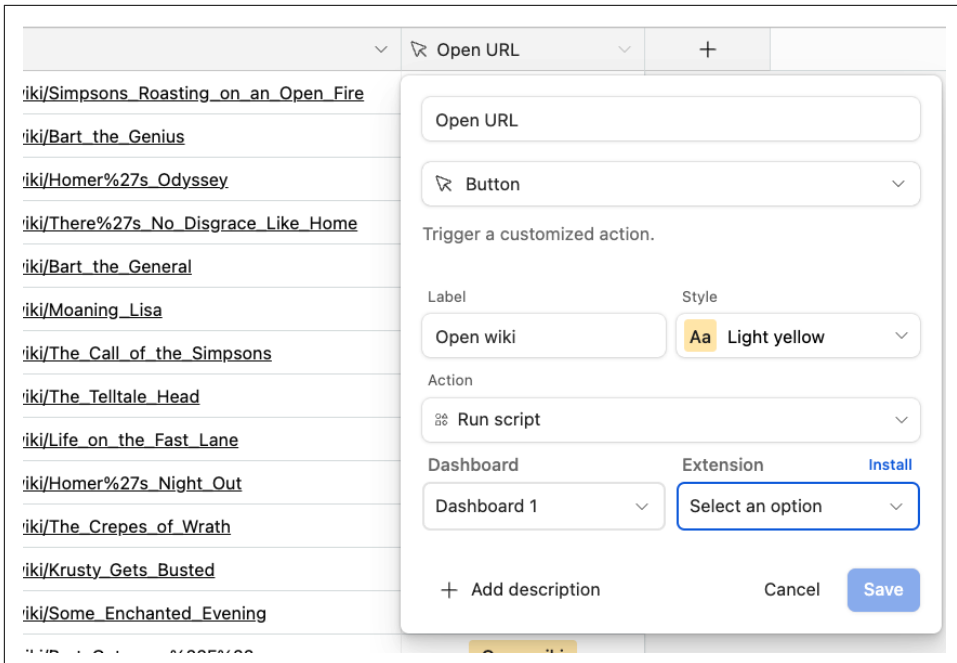 Open URL
+
iki/Simpsons_Roasting_on_an_Open_Fire
iki/Bart_the_Genius
iki/Homer%27s_Odyssey
iki/There%27s_No_Disgrace_Like_Home
iki/Bart_the_General
iki/Moaning_Lisa
iki/The_Call_of_the_Simpsons
iki/The_Telltale_Head
iki/Life_on_the_Fast_Lane
iki/Homer%27s_Night_Out
iki/The_Crepes_of_Wrath
iki/Krusty_Gets_Busted
iki/Some_Enchanted_Evening
Open URL
Button
Trigger a customized action.
Label Style
Open wiki Aa Light yellow
Action
Run script
Dashboard Extension Install
Dashboard 1 Select an option
+ Add description Cancel Save